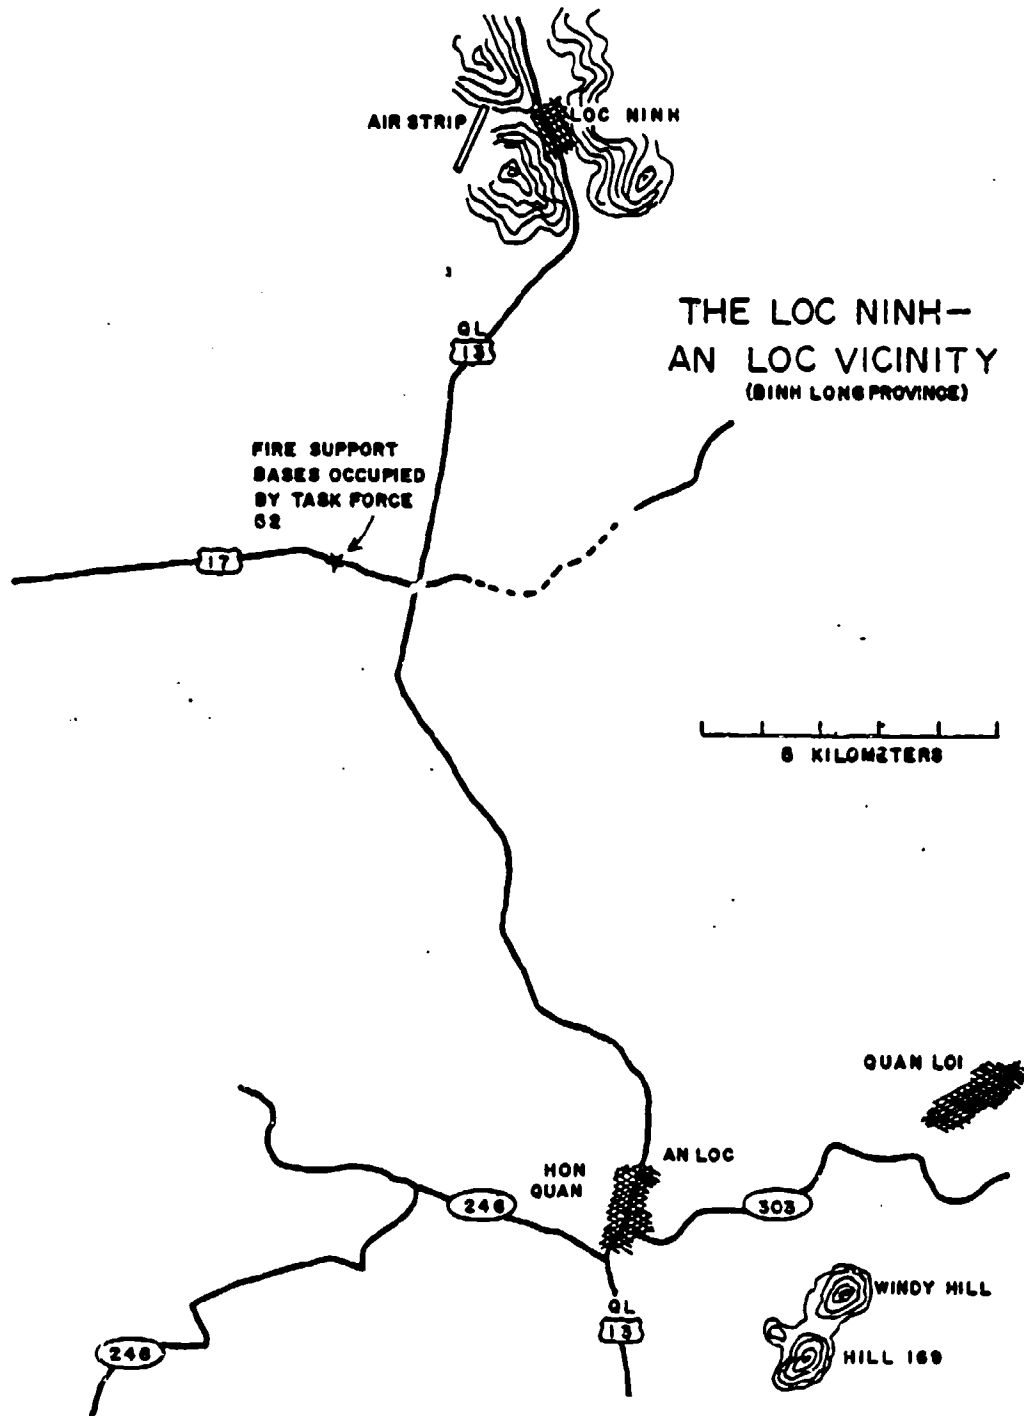 AIR STRIP
LOC NINH
THE LOC NINH—
AN LOC VICINITY
(BINH LONG PROVINCE)
QL
13
FIRE SUPPORT
BASES OCCUPIED
BY TASK FORCE
52
17
5 KILOMETERS
QUAN LOI
AN LOC
HON
QUAN
246
303
WINDY HILL
QL
13
HILL 169
246